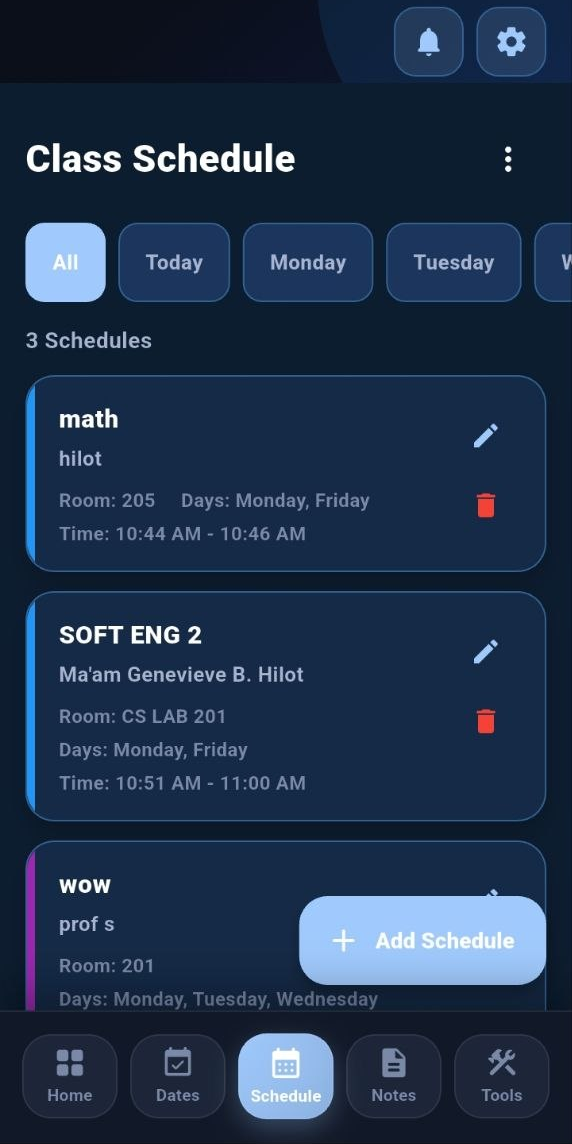 Class Schedule
All Today Monday Tuesday
3 Schedules
math
hilot
Room: 205 Days: Monday, Friday
Time: 10:44 AM - 10:46 AM
SOFT ENG 2
Ma'am Genevieve B. Hilot
Room: CS LAB 201
Days: Monday, Friday
Time: 10:51 AM - 11:00 AM
wow
prof s
Room: 201
Add Schedule
Days: Monday, Tuesday, Wednesday
Home Dates Schedule Notes Tools